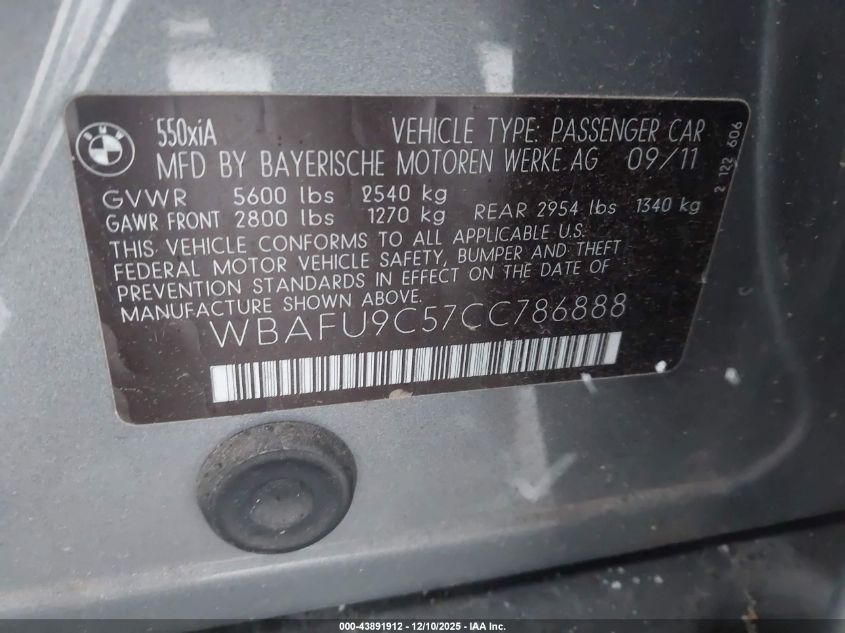 BMW
550xiA VEHICLE TYPE: PASSENGER CAR
MFD BY BAYERISCHE MOTOREN WERKE AG 09/11
GVWR 5600 lbs 2540 kg
GAWR FRONT 2800 lbs 1270 kg REAR 2954 lbs 1340 kg
THIS VEHICLE CONFORMS TO ALL APPLICABLE U.S.
FEDERAL MOTOR VEHICLE SAFETY, BUMPER AND THEFT
PREVENTION STANDARDS IN EFFECT ON THE DATE OF
MANUFACTURE SHOWN ABOVE.
WBAFU9C57CC786888
2 122 606
000-43891912 - 12/10/2025 - IAA Inc.